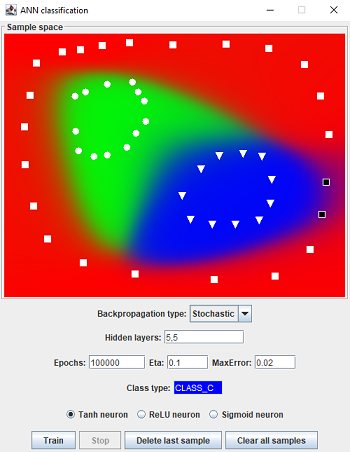 ANN classification
Sample space
Backpropagation type: Stochastic
Hidden layers: 5,5
Epochs: 100000 Eta: 0.1 MaxError: 0.02
Class type: CLASS_C
Tanh neuron ReLU neuron Sigmoid neuron
Train Stop Delete last sample Clear all samples